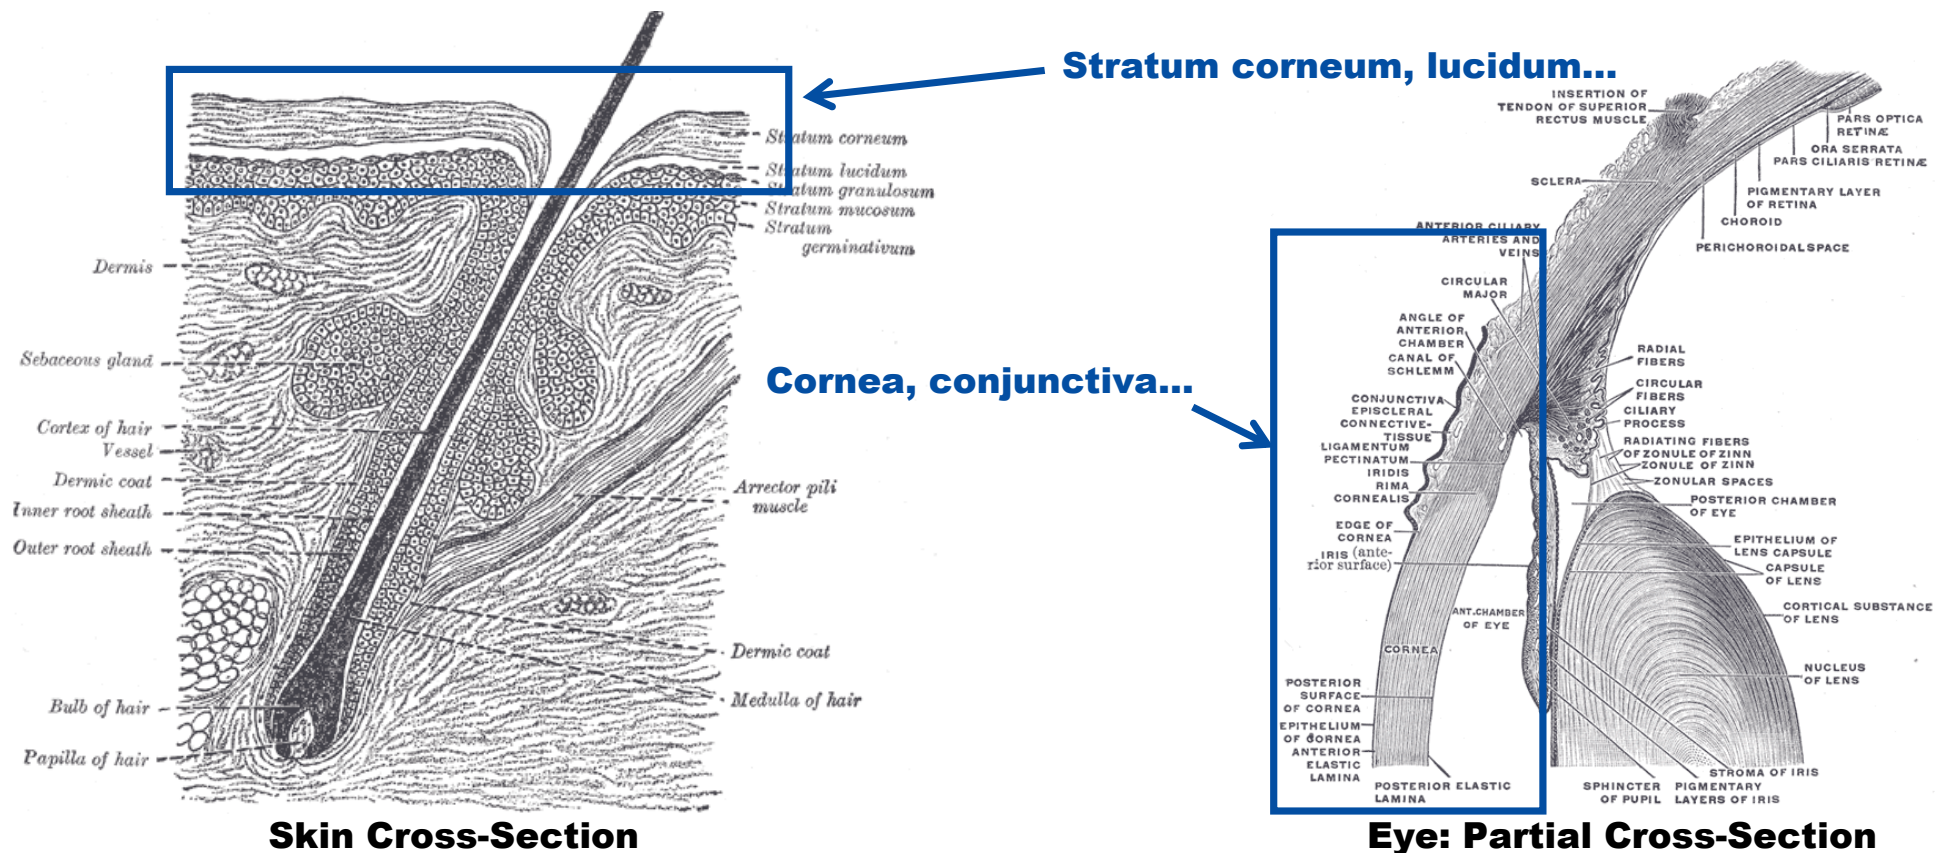 Stratum corneum, lucidum...
Stratum corneum
Stratum lucidum
Stratum granulosum
Stratum mucosum
Stratum
germinativum
Dermis
Sebaceous gland
Cortex of hair
Vessel
Dermic coat
Inner root sheath
Outer root sheath
Bulb of hair
Papilla of hair
Arrector pili
muscle
Dermic coat
Medulla of hair
Skin Cross-Section
Cornea, conjunctiva...
INSERTION OF
TENDON OF SUPERIOR
RECTUS MUSCLE
PARS OPTICA
RETINÆ
ORA SERRATA
PARS CILIARIS RETINÆ
SCLERA
PIGMENTARY LAYER
OF RETINA
CHOROID
PERICHOROIDAL SPACE
ANTERIOR CILIARY
ARTERIES AND
VEINS
CIRCULAR
MAJOR
ANGLE OF
ANTERIOR
CHAMBER
CANAL OF
SCHLEMM
CONJUNCTIVA
EPISCLERAL
CONNECTIVE-
TISSUE
LIGAMENTUM
PECTINATUM
IRIDIS
RIMA
CORNEALIS
EDGE OF
CORNEA
IRIS (ante-
rior surface)
RADIAL
FIBERS
CIRCULAR
FIBERS
CILIARY
PROCESS
RADIATING FIBERS
OF ZONULE OF ZINN
ZONULE OF ZINN
ZONULAR SPACES
POSTERIOR CHAMBER
OF EYE
EPITHELIUM OF
LENS CAPSULE
CAPSULE
OF LENS
CORTICAL SUBSTANCE
OF LENS
NUCLEUS
OF LENS
ANT. CHAMBER
OF EYE
CORNEA
POSTERIOR
SURFACE
OF CORNEA
EPITHELIUM
OF CORNEA
ANTERIOR
ELASTIC
LAMINA
POSTERIOR ELASTIC
LAMINA
STROMA OF IRIS
SPHINCTER
OF PUPIL
PIGMENTARY
LAYERS OF IRIS
Eye: Partial Cross-Section